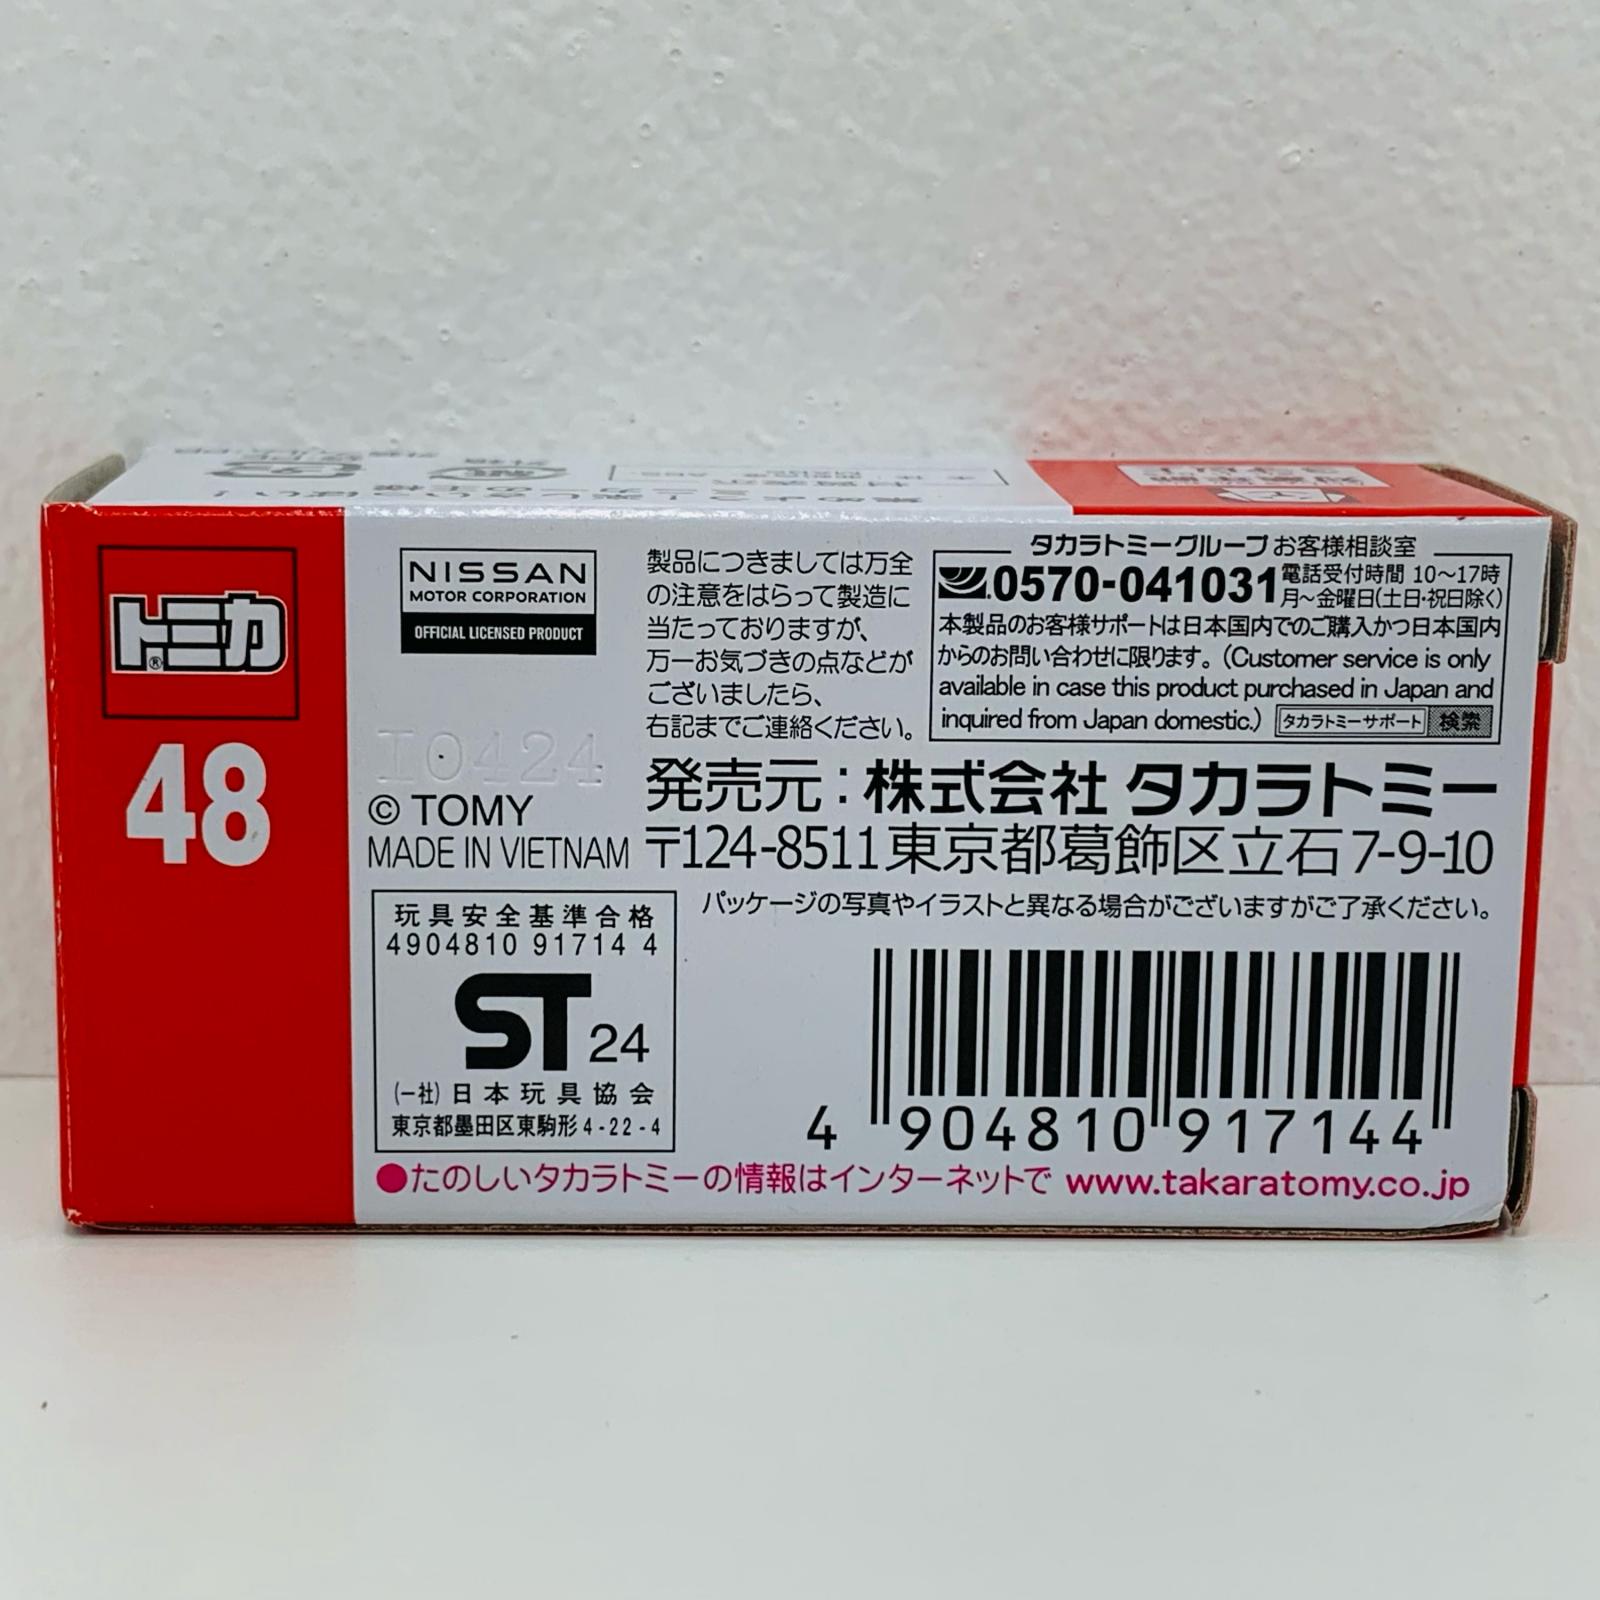 トミカ®
48
NISSAN
MOTOR CORPORATION
OFFICIAL LICENSED PRODUCT
I0424
© TOMY
MADE IN VIETNAM
製品につきましては万全
の注意をはらって製造に
当たっておりますが、
万一お気づきの点などが
ございましたら、
右記までご連絡ください。
タカラトミーグループお客様相談室
0570-041031
電話受付時間 10〜17時
月〜金曜日(土日・祝日除く)
本製品のお客様サポートは日本国内でのご購入かつ日本国内
からのお問い合わせに限ります。(Customer service is only
available in case this product purchased in Japan and
inquired from Japan domestic.) タカラトミーサポート 検索
発売元：株式会社 タカラトミー
〒124-8511東京都葛飾区立石7-9-10
パッケージの写真やイラストと異なる場合がございますがご了承ください。
玩具安全基準合格
4904810 91714 4
ST 24
(一社)日本玩具協会
東京都墨田区東駒形4-22-4
4 904810 917144
●たのしいタカラトミーの情報はインターネットで www.takaratomy.co.jp